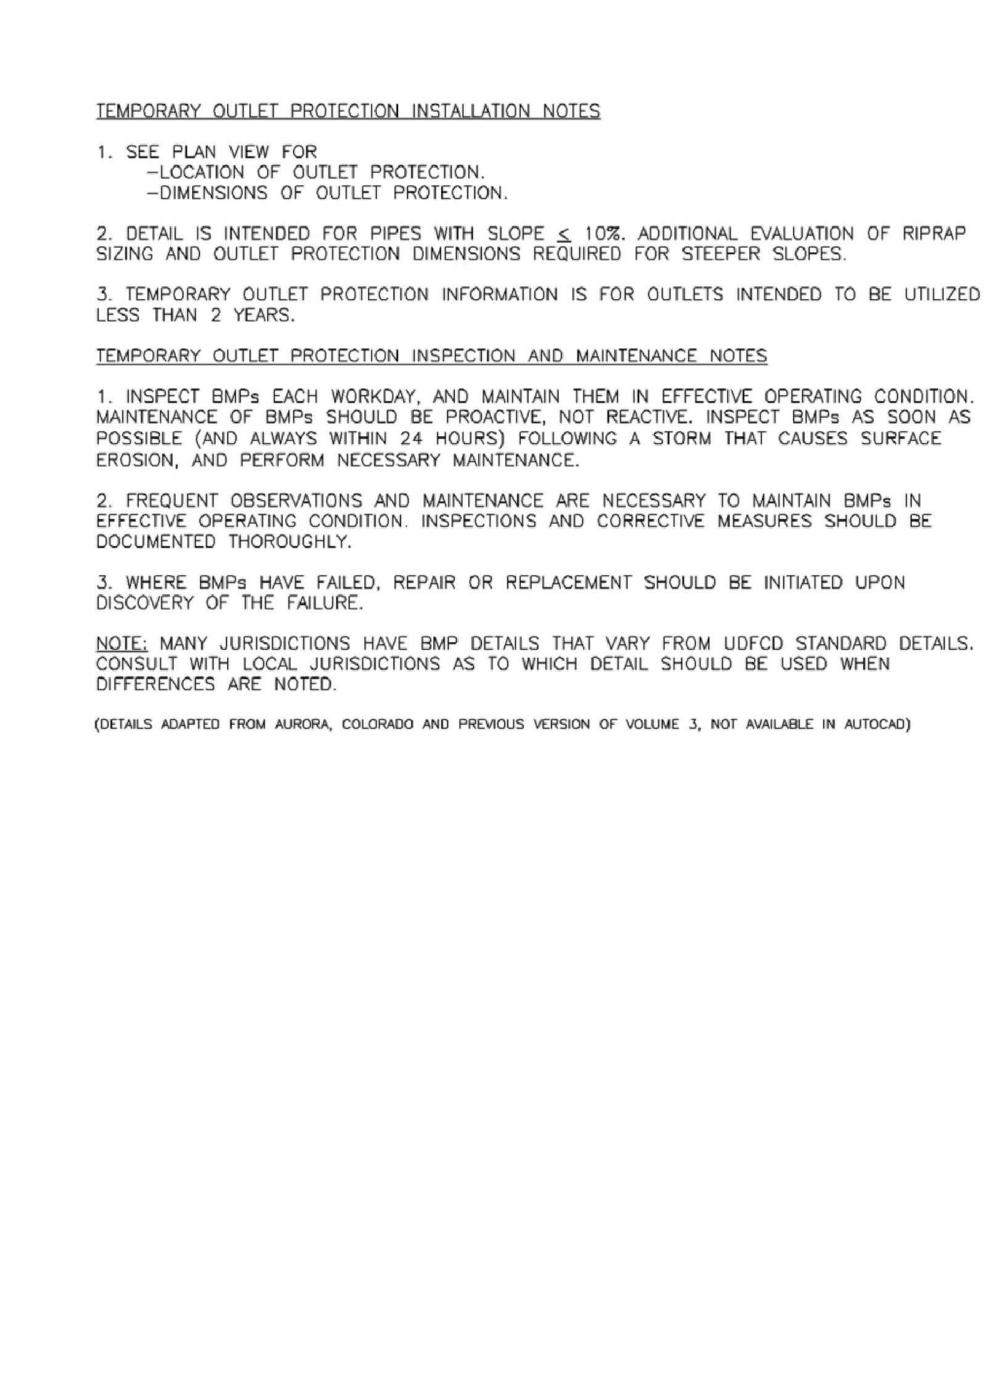 TEMPORARY OUTLET PROTECTION INSTALLATION NOTES
1. SEE PLAN VIEW FOR
–LOCATION OF OUTLET PROTECTION.
–DIMENSIONS OF OUTLET PROTECTION.
2. DETAIL IS INTENDED FOR PIPES WITH SLOPE ≤ 10%. ADDITIONAL EVALUATION OF RIPRAP
SIZING AND OUTLET PROTECTION DIMENSIONS REQUIRED FOR STEEPER SLOPES.
3. TEMPORARY OUTLET PROTECTION INFORMATION IS FOR OUTLETS INTENDED TO BE UTILIZED
LESS THAN 2 YEARS.
TEMPORARY OUTLET PROTECTION INSPECTION AND MAINTENANCE NOTES
1. INSPECT BMPs EACH WORKDAY, AND MAINTAIN THEM IN EFFECTIVE OPERATING CONDITION.
MAINTENANCE OF BMPs SHOULD BE PROACTIVE, NOT REACTIVE. INSPECT BMPs AS SOON AS
POSSIBLE (AND ALWAYS WITHIN 24 HOURS) FOLLOWING A STORM THAT CAUSES SURFACE
EROSION, AND PERFORM NECESSARY MAINTENANCE.
2. FREQUENT OBSERVATIONS AND MAINTENANCE ARE NECESSARY TO MAINTAIN BMPs IN
EFFECTIVE OPERATING CONDITION. INSPECTIONS AND CORRECTIVE MEASURES SHOULD BE
DOCUMENTED THOROUGHLY.
3. WHERE BMPs HAVE FAILED, REPAIR OR REPLACEMENT SHOULD BE INITIATED UPON
DISCOVERY OF THE FAILURE.
NOTE: MANY JURISDICTIONS HAVE BMP DETAILS THAT VARY FROM UDFCD STANDARD DETAILS.
CONSULT WITH LOCAL JURISDICTIONS AS TO WHICH DETAIL SHOULD BE USED WHEN
DIFFERENCES ARE NOTED.
(DETAILS ADAPTED FROM AURORA, COLORADO AND PREVIOUS VERSION OF VOLUME 3, NOT AVAILABLE IN AUTOCAD)